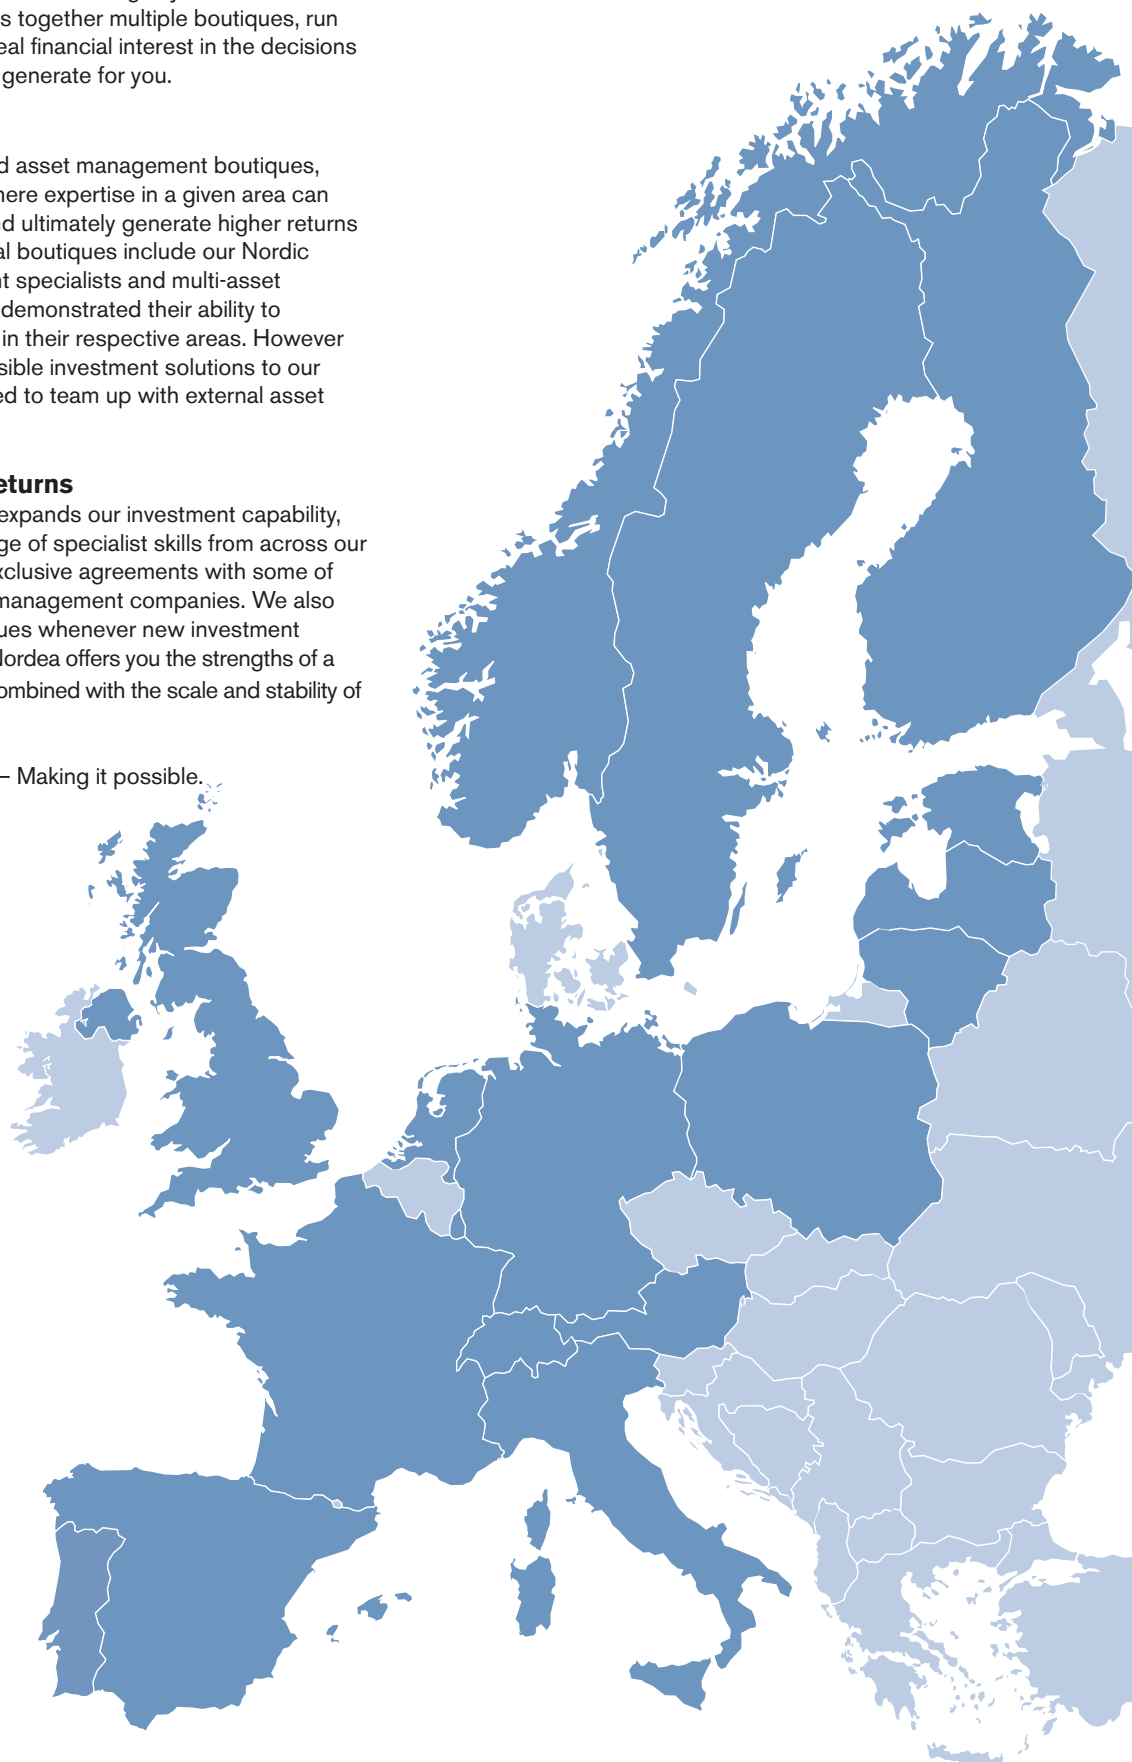 s together multiple boutiques, run
eal financial interest in the decisions
generate for you.
d asset management boutiques,
here expertise in a given area can
nd ultimately generate higher returns
al boutiques include our Nordic
nt specialists and multi-asset
demonstrated their ability to
in their respective areas. However
sible investment solutions to our
ed to team up with external asset
eturns
expands our investment capability,
ge of specialist skills from across our
xclusive agreements with some of
management companies. We also
ues whenever new investment
Nordea offers you the strengths of a
ombined with the scale and stability of
– Making it possible.